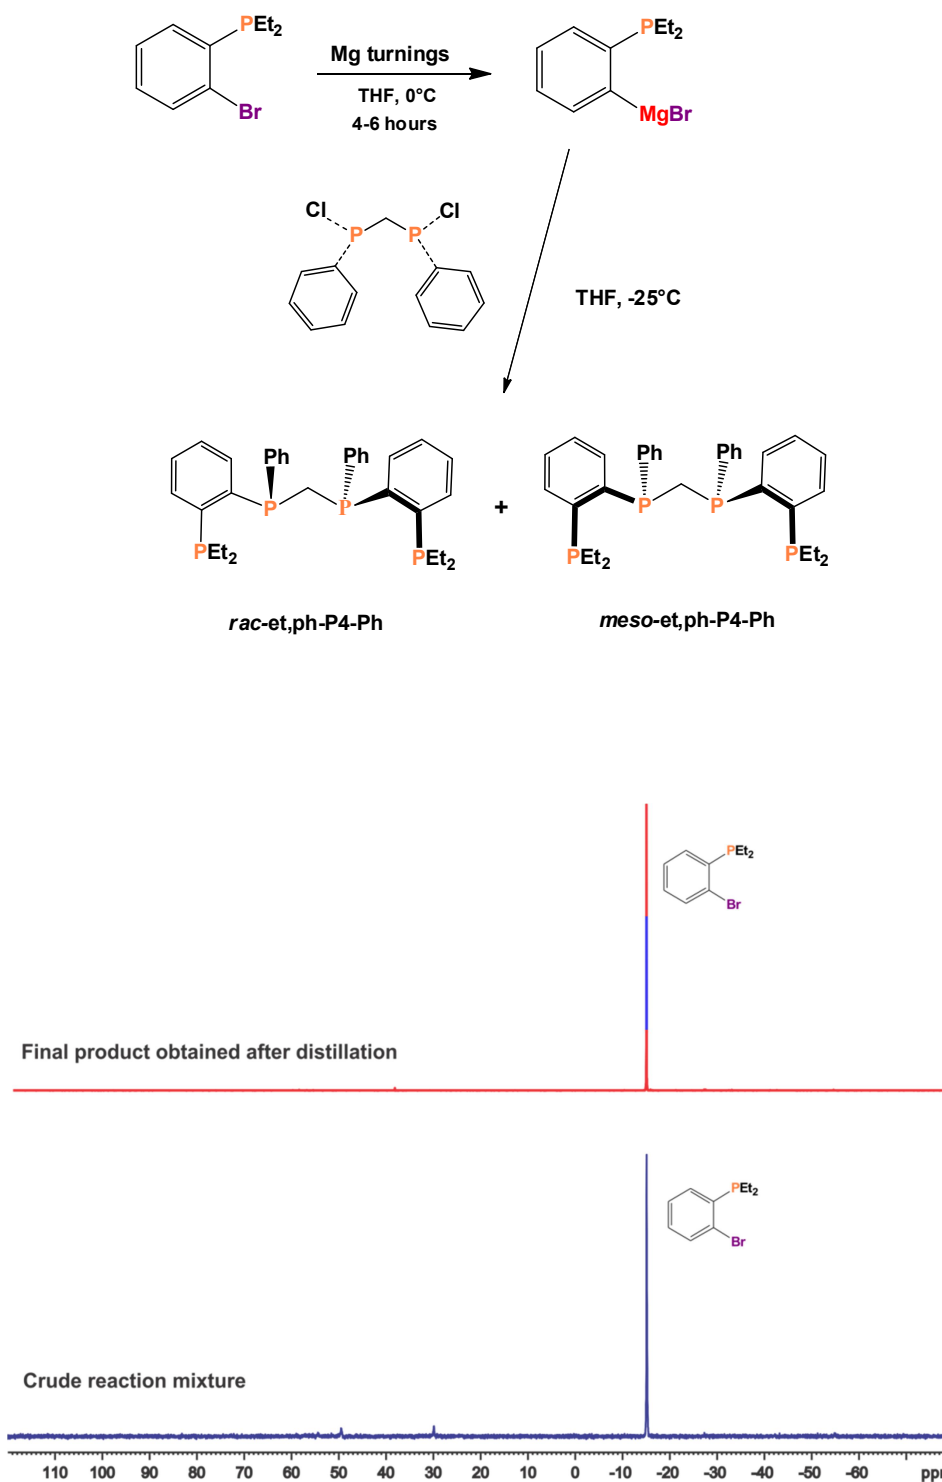 PEt2
Br
Mg turnings
THF, 0°C
4-6 hours
PEt2
MgBr
Cl
P
P
Cl
THF, -25°C
Ph
P
PEt2
Ph
P
PEt2
+
Ph
P
PEt2
Ph
P
PEt2
rac-et,ph-P4-Ph
meso-et,ph-P4-Ph
PEt2
Br
Final product obtained after distillation
PEt2
Br
Crude reaction mixture
110 100 90 80 70 60 50 40 30 20 10 0 -10 -20 -30 -40 -50 -60